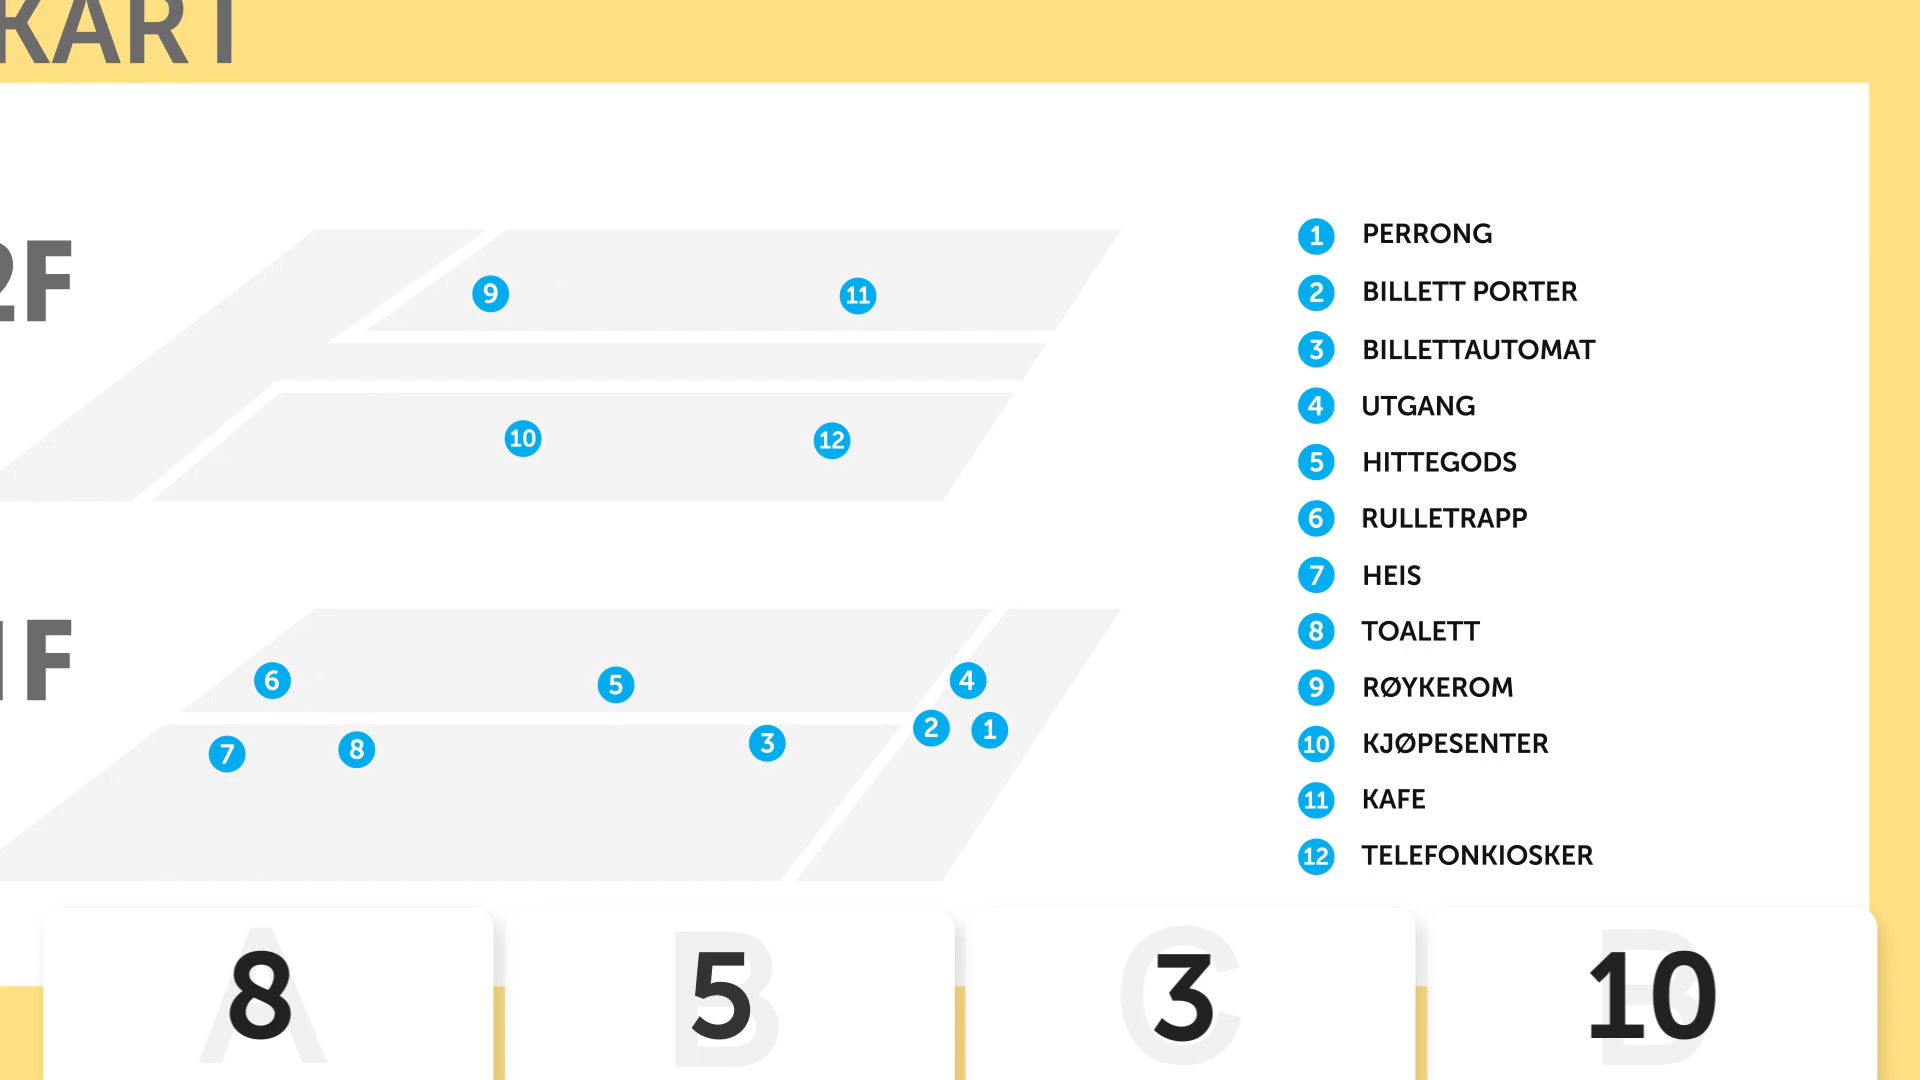 KART
2F
9
11
10
12
1F
6
5
4
7
8
3
2
1
1 PERRONG
2 BILLETT PORTER
3 BILLETTAUTOMAT
4 UTGANG
5 HITTEGODS
6 RULLETRAPP
7 HEIS
8 TOALETT
9 RØYKEROM
10 KJØPESENTER
11 KAFE
12 TELEFONKIOSKER
A 8
B 5
C 3
B 10